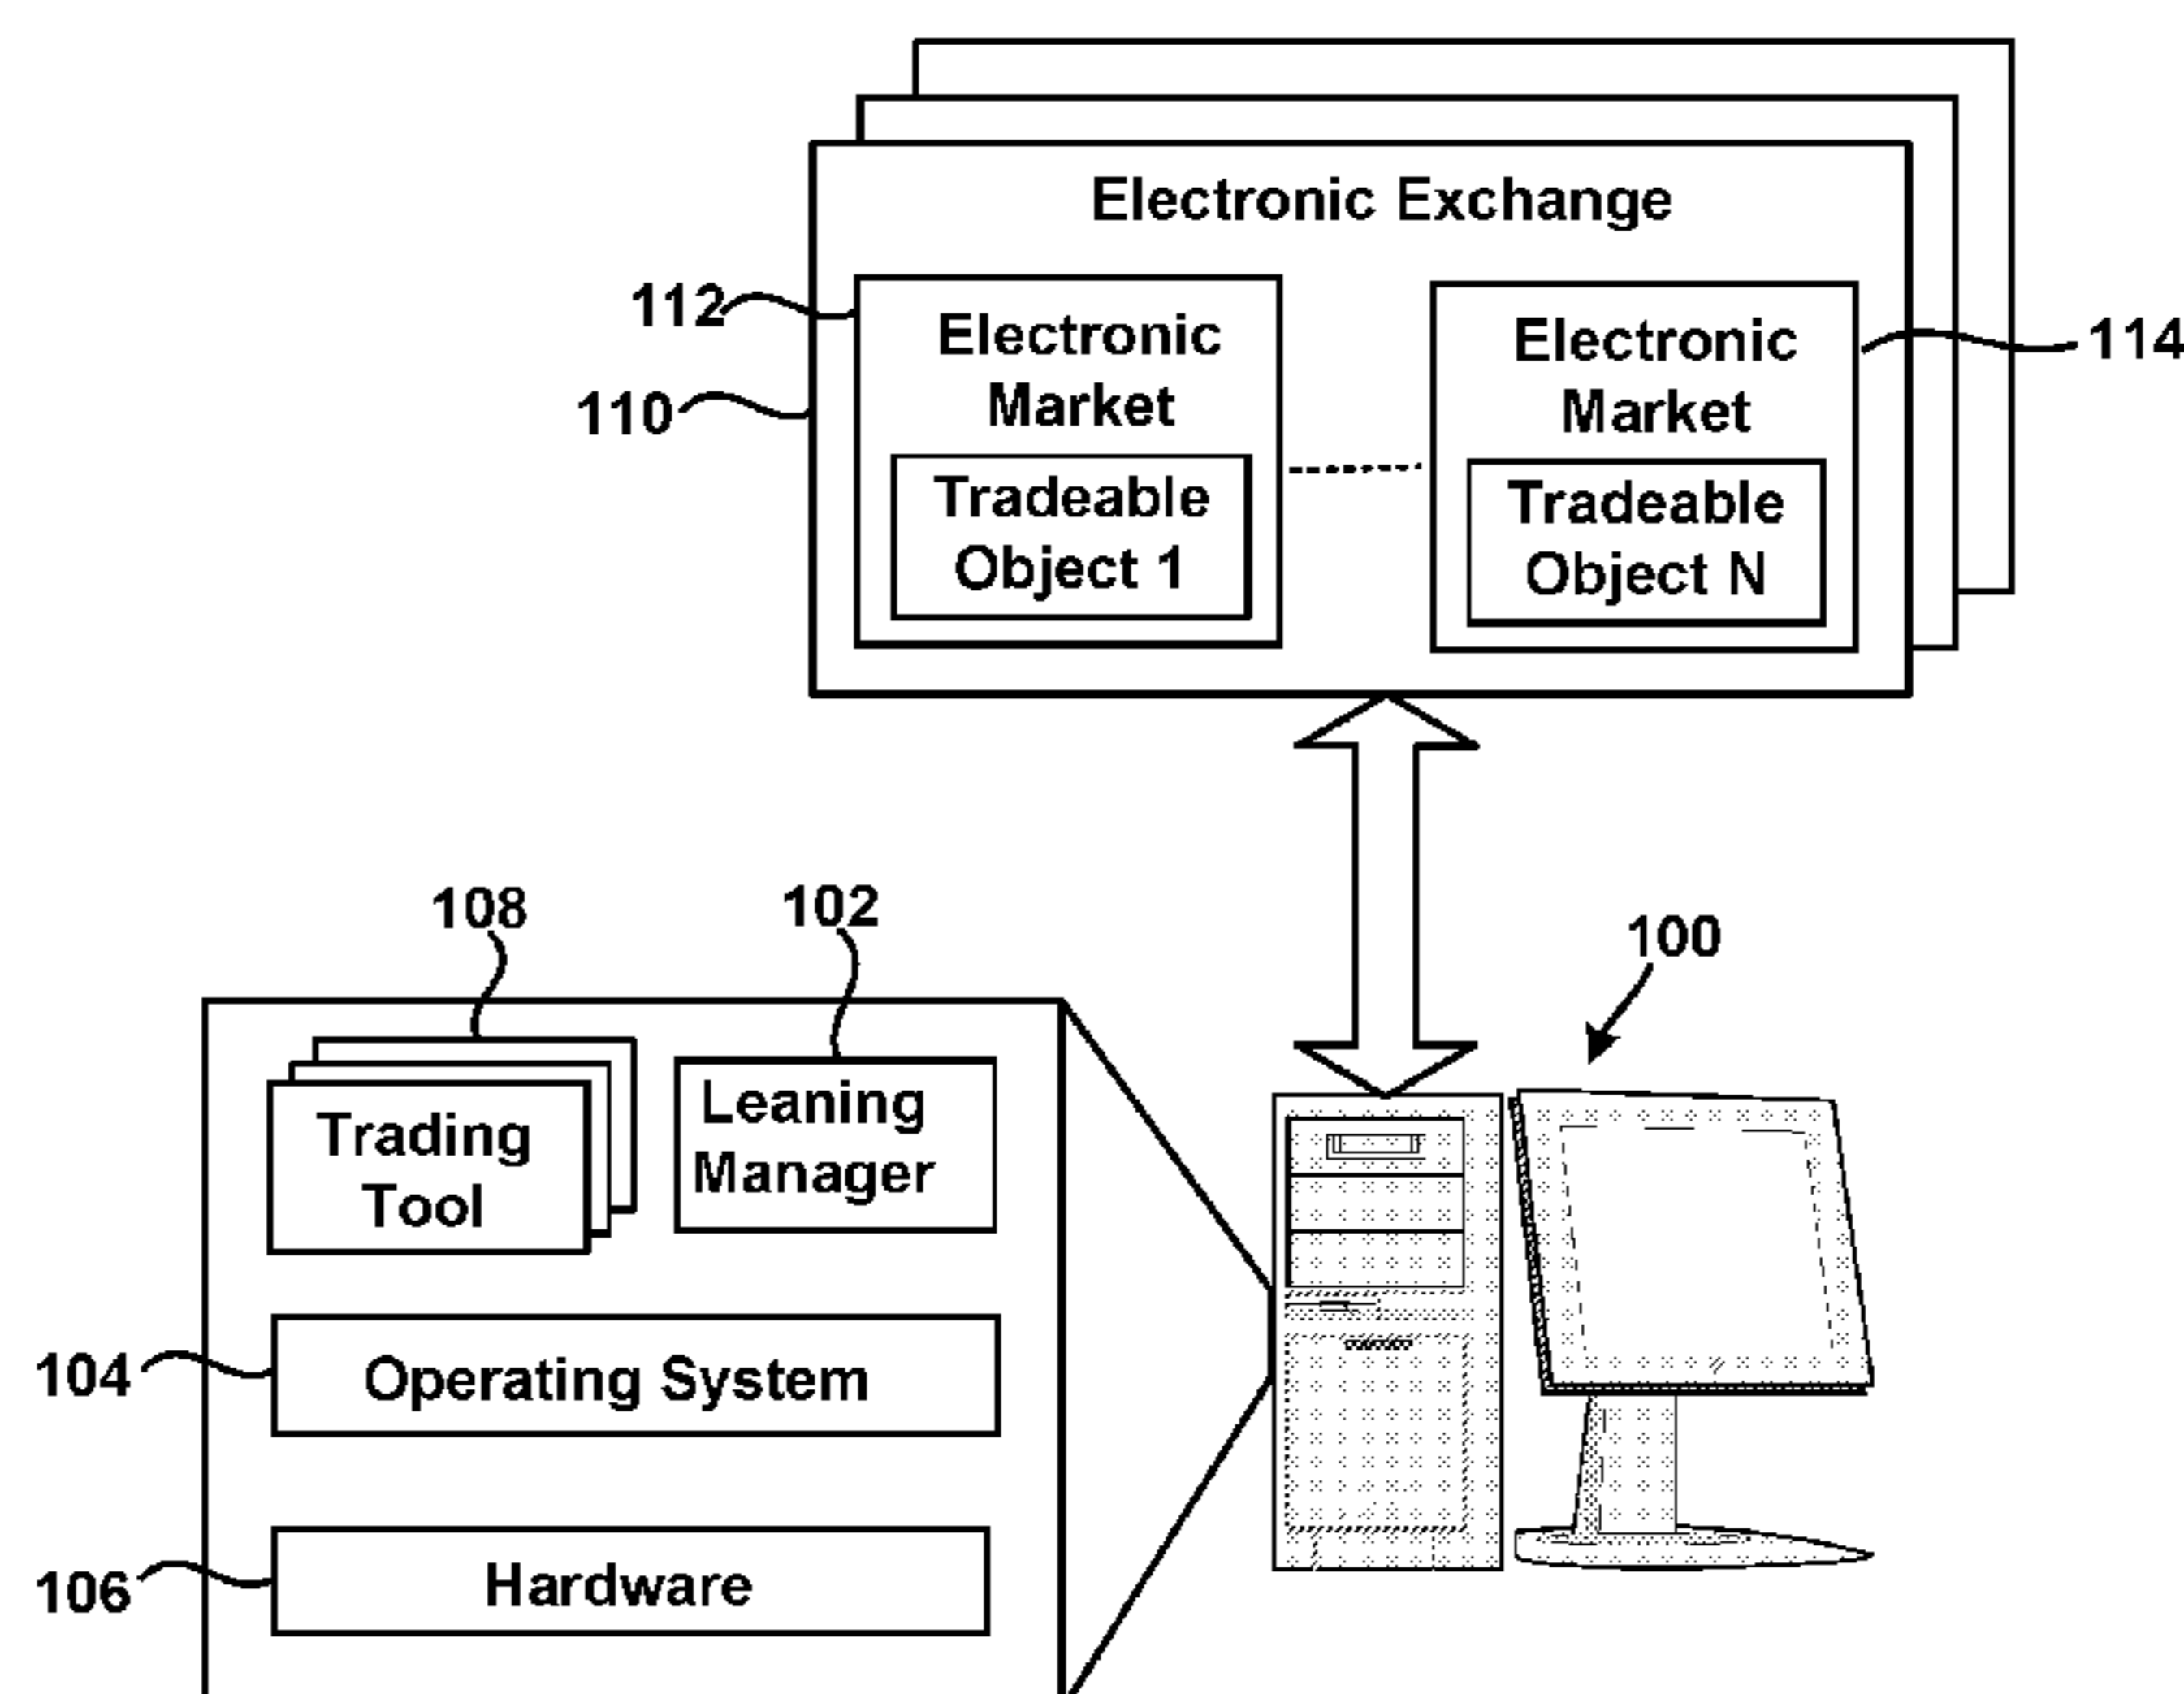 Electronic Exchange
112
Electronic
Market
Tradeable
Object 1
110
Electronic
Market
Tradeable
Object N
114
108
102
100
Trading
Tool
Leaning
Manager
104
Operating System
106
Hardware